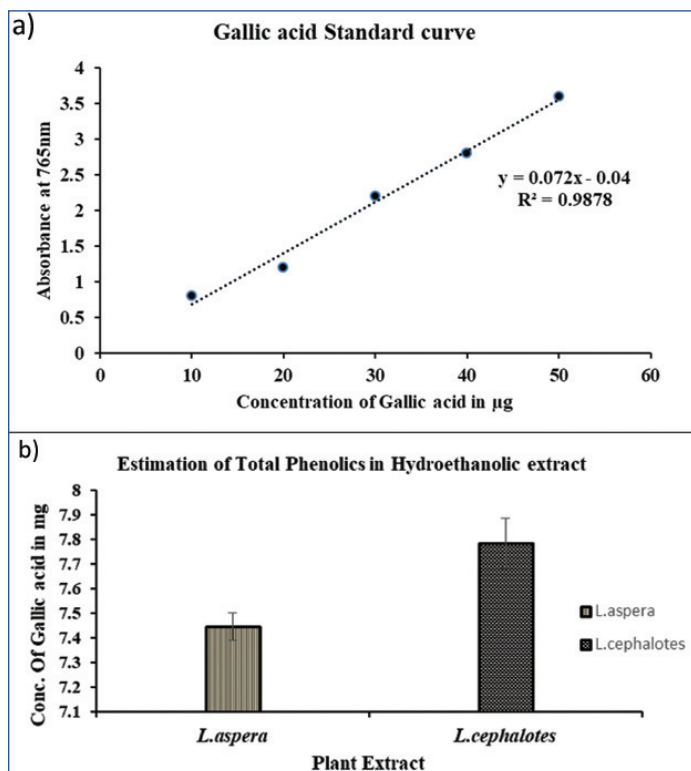 a)
Gallic acid Standard curve
Absorbance at 765nm
4
3.5
3
2.5
2
1.5
1
0.5
0
y = 0.072x - 0.04
R² = 0.9878
0 10 20 30 40 50 60
Concentration of Gallic acid in µg
b)
Estimation of Total Phenolics in Hydroethanolic extract
Conc. Of Gallic acid in mg
8
7.9
7.8
7.7
7.6
7.5
7.4
7.3
7.2
7.1
L.aspera
L.cephalotes
L.aspera L.cephalotes
Plant Extract